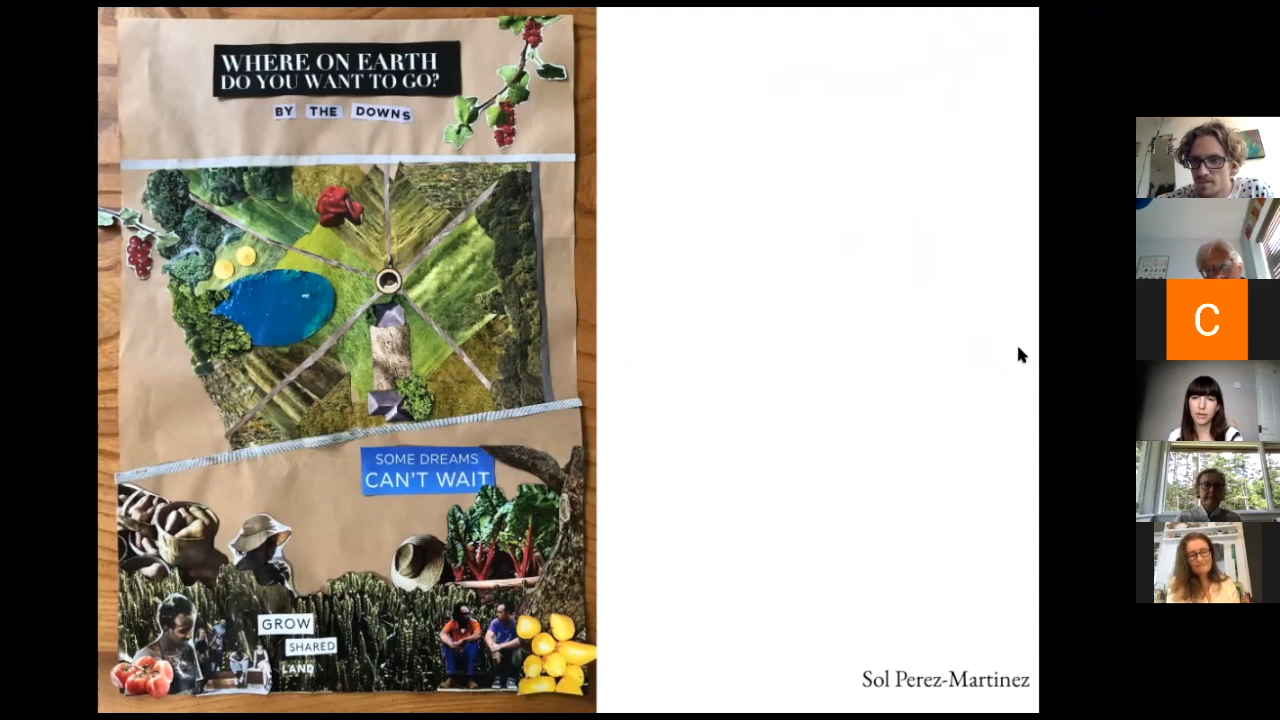 WHERE ON EARTH
DO YOU WANT TO GO?
BY THE DOWNS
SOME DREAMS
CAN'T WAIT
GROW
SHARED
LAND
Sol Perez-Martinez
C